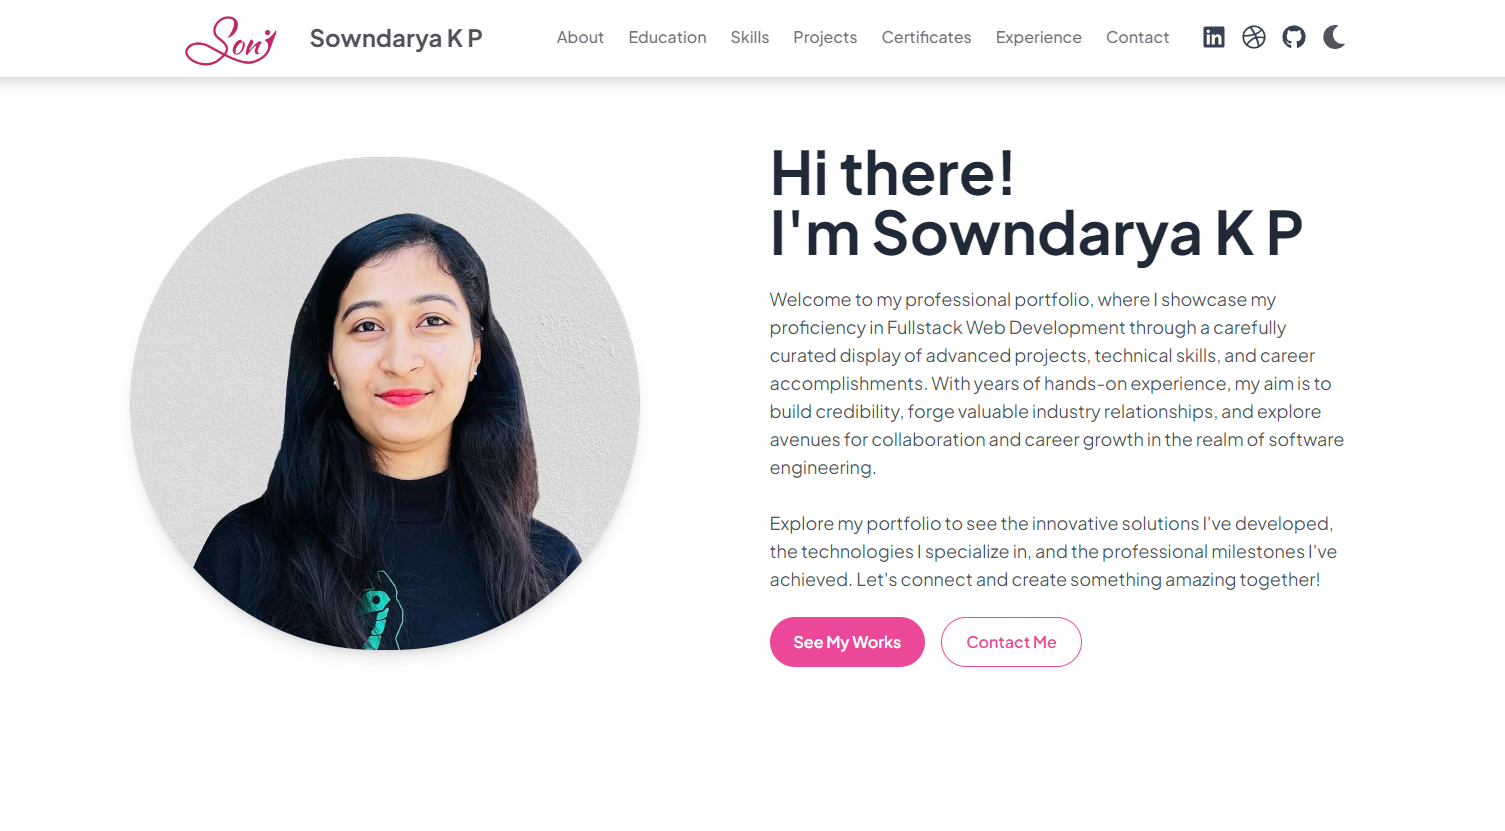 Soni
Sowndarya K P
About Education Skills Projects Certificates Experience Contact
Hi there!
I'm Sowndarya K P
Welcome to my professional portfolio, where I showcase my
proficiency in Fullstack Web Development through a carefully
curated display of advanced projects, technical skills, and career
accomplishments. With years of hands-on experience, my aim is to
build credibility, forge valuable industry relationships, and explore
avenues for collaboration and career growth in the realm of software
engineering.
Explore my portfolio to see the innovative solutions I've developed,
the technologies I specialize in, and the professional milestones I've
achieved. Let's connect and create something amazing together!
See My Works
Contact Me